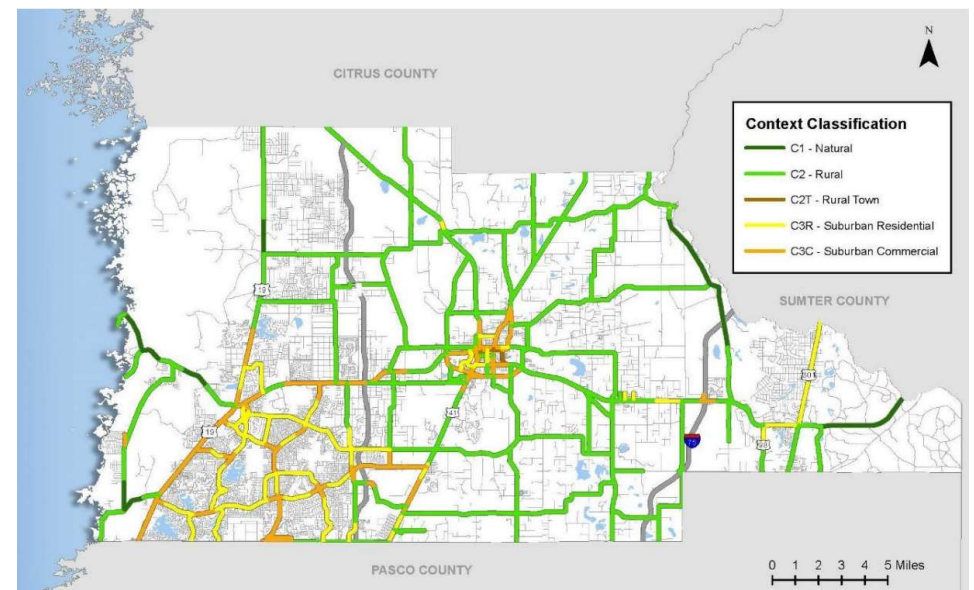 N
CITRUS COUNTY
Context Classification
C1 - Natural
C2 - Rural
C2T - Rural Town
C3R - Suburban Residential
C3C - Suburban Commercial
19
SUMTER COUNTY
301
41
19
75
98
0 1 2 3 4 5 Miles
PASCO COUNTY